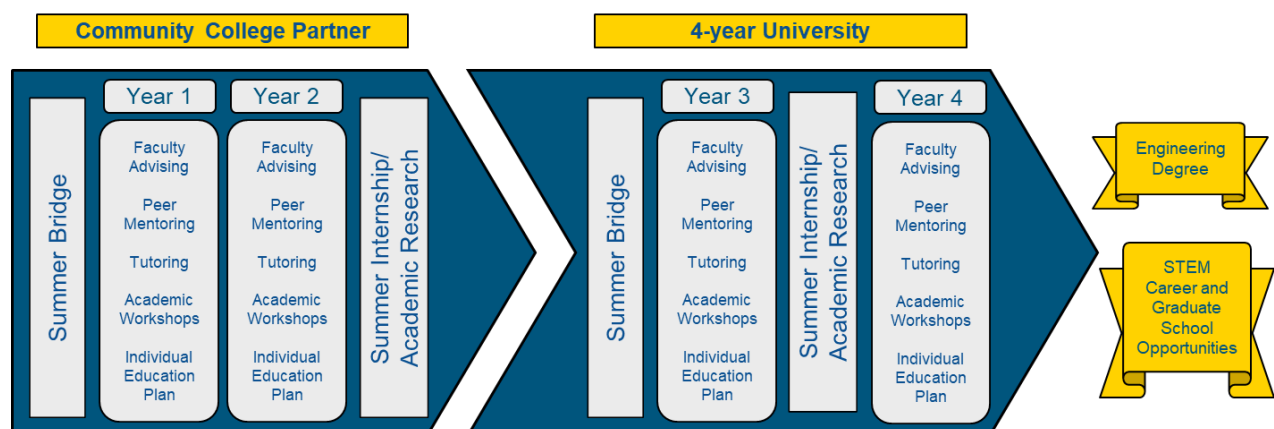 Community College Partner
4-year University
Summer Bridge
Year 1
Faculty
Advising
Peer
Mentoring
Tutoring
Academic
Workshops
Individual
Education
Plan
Year 2
Faculty
Advising
Peer
Mentoring
Tutoring
Academic
Workshops
Individual
Education
Plan
Summer Internship/
Academic Research
Summer Bridge
Year 3
Faculty
Advising
Peer
Mentoring
Tutoring
Academic
Workshops
Individual
Education
Plan
Summer Internship/
Academic Research
Year 4
Faculty
Advising
Peer
Mentoring
Tutoring
Academic
Workshops
Individual
Education
Plan
Engineering
Degree
STEM
Career and
Graduate
School
Opportunities